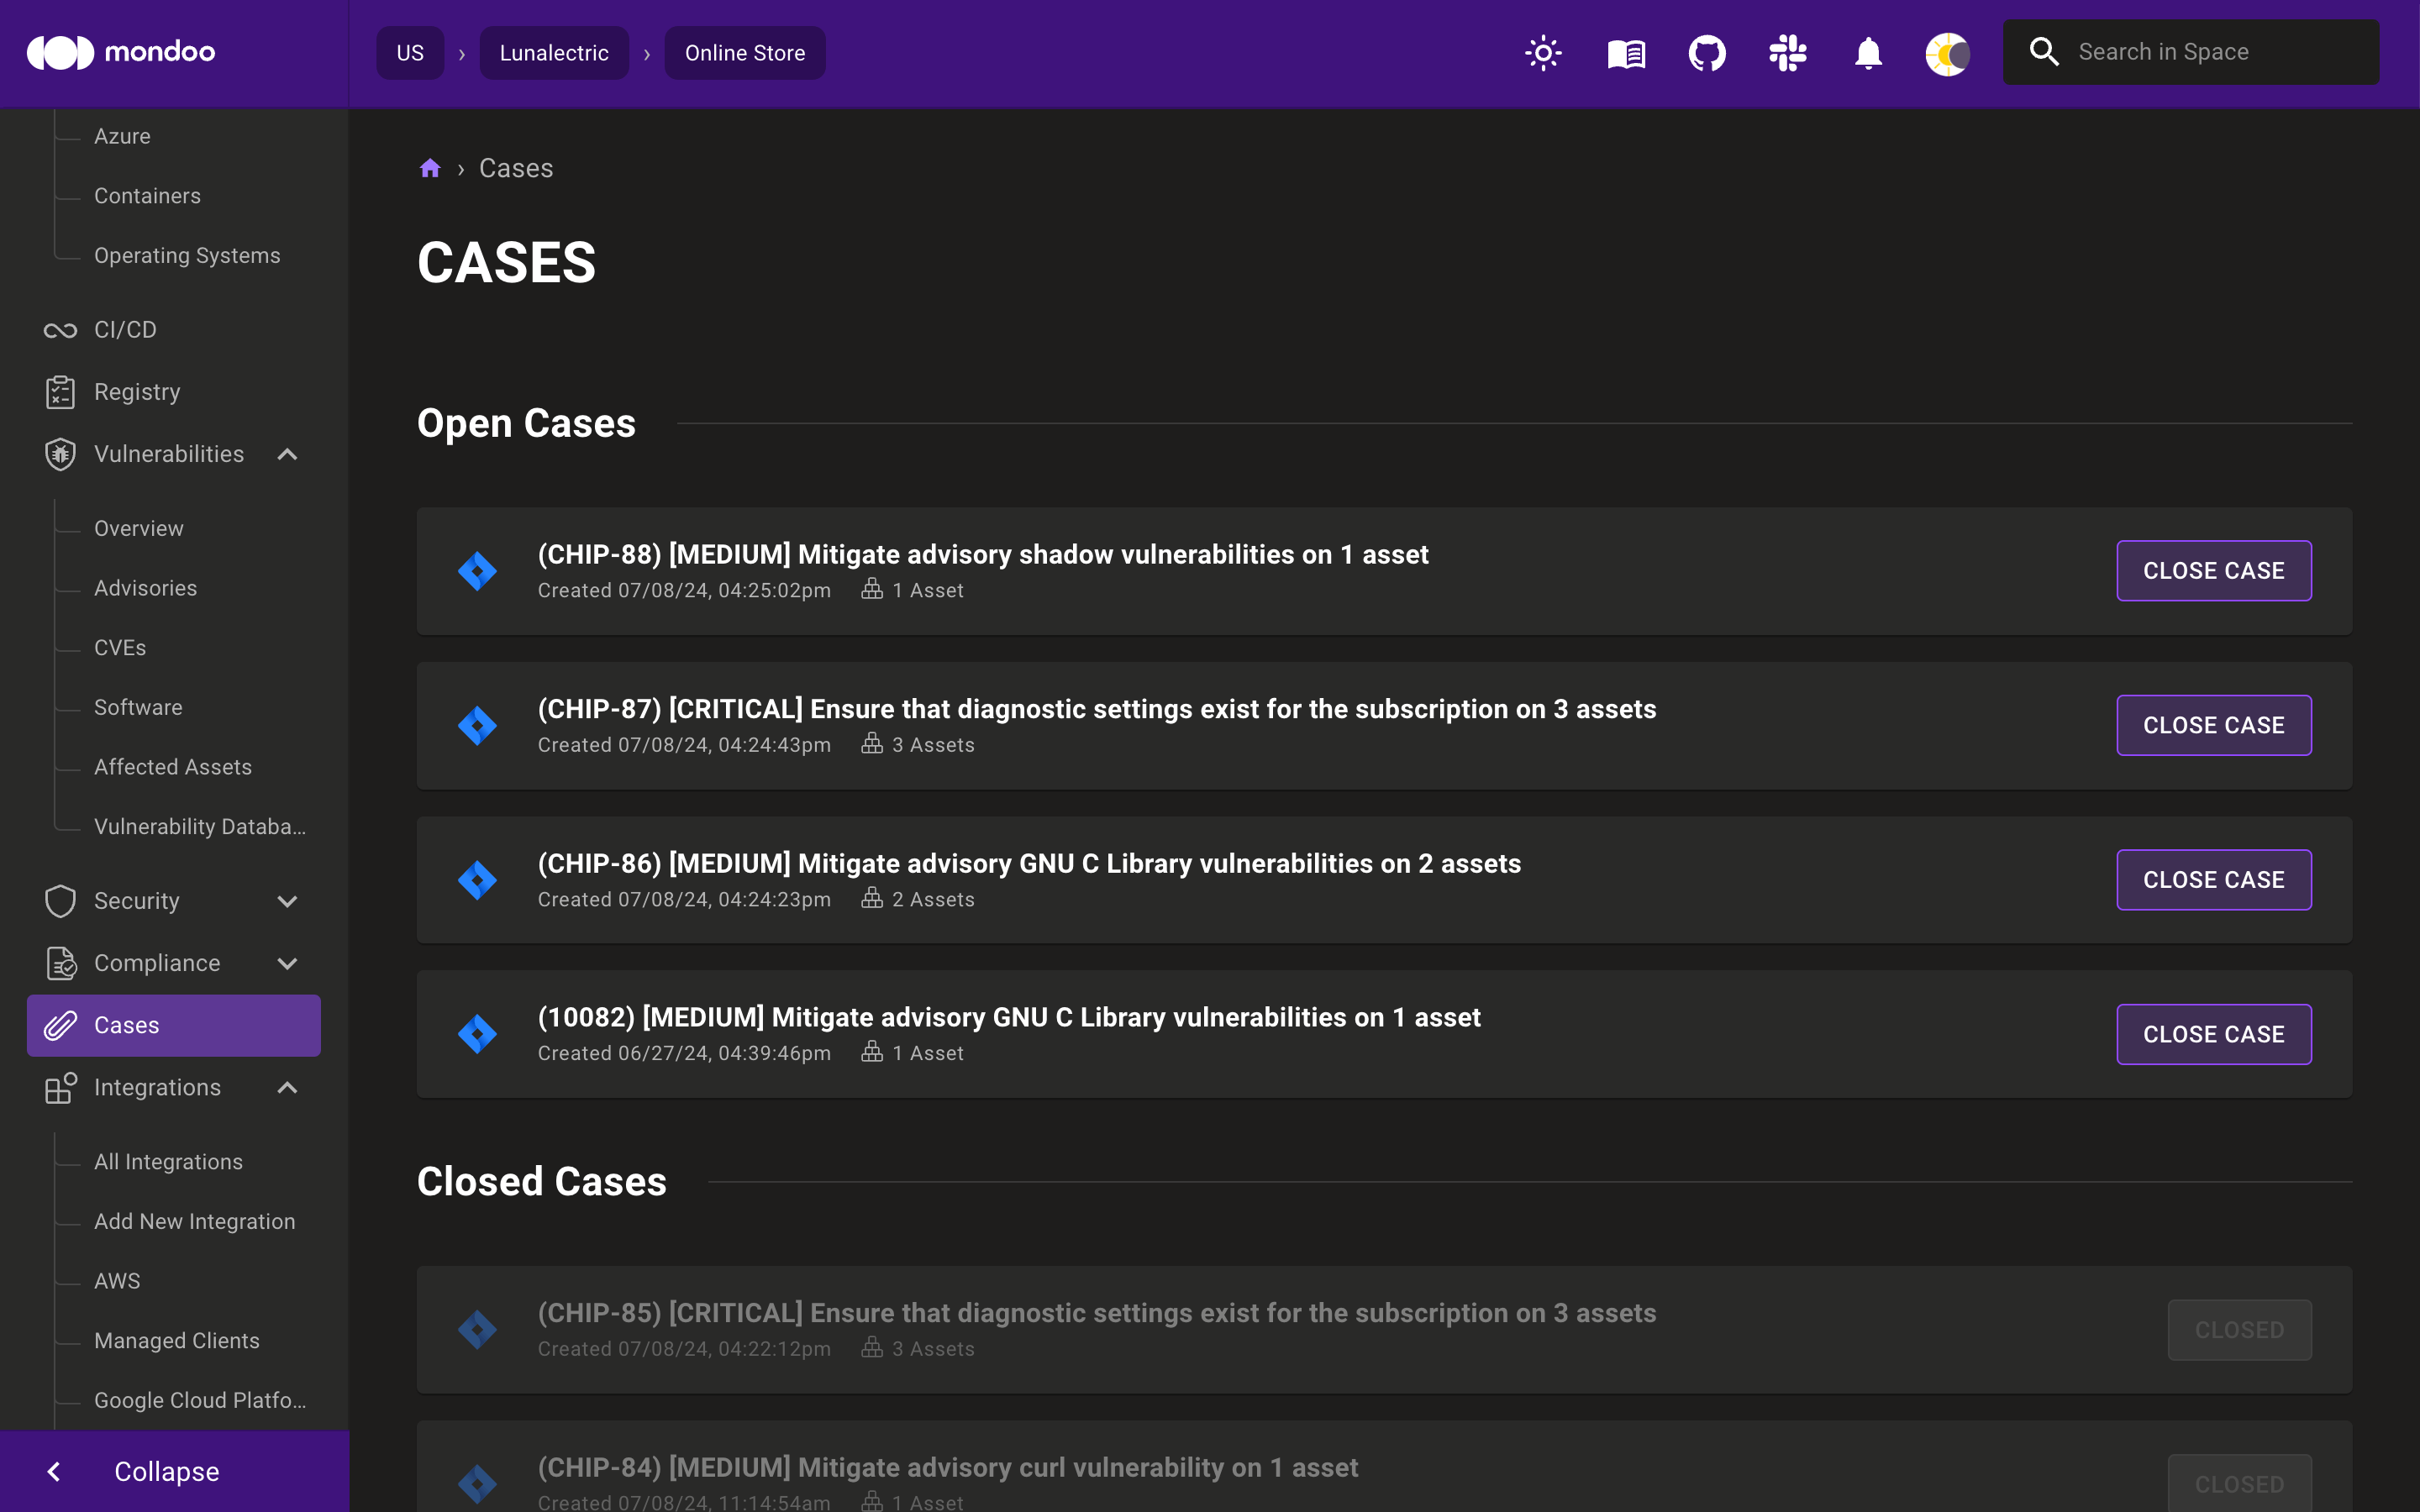 mondoo
US › Lunalectric › Online Store
Search in Space
Azure
Containers
Operating Systems
CI/CD
Registry
Vulnerabilities
Overview
Advisories
CVEs
Software
Affected Assets
Vulnerability Databa...
Security
Compliance
Cases
Integrations
All Integrations
Add New Integration
AWS
Managed Clients
Google Cloud Platfo...
Collapse
› Cases
CASES
Open Cases
(CHIP-88) [MEDIUM] Mitigate advisory shadow vulnerabilities on 1 asset
Created 07/08/24, 04:25:02pm 1 Asset
CLOSE CASE
(CHIP-87) [CRITICAL] Ensure that diagnostic settings exist for the subscription on 3 assets
Created 07/08/24, 04:24:43pm 3 Assets
CLOSE CASE
(CHIP-86) [MEDIUM] Mitigate advisory GNU C Library vulnerabilities on 2 assets
Created 07/08/24, 04:24:23pm 2 Assets
CLOSE CASE
(10082) [MEDIUM] Mitigate advisory GNU C Library vulnerabilities on 1 asset
Created 06/27/24, 04:39:46pm 1 Asset
CLOSE CASE
Closed Cases
(CHIP-85) [CRITICAL] Ensure that diagnostic settings exist for the subscription on 3 assets
Created 07/08/24, 04:22:12pm 3 Assets
CLOSED
(CHIP-84) [MEDIUM] Mitigate advisory curl vulnerability on 1 asset
Created 07/08/24, 11:14:54am 1 Asset
CLOSED